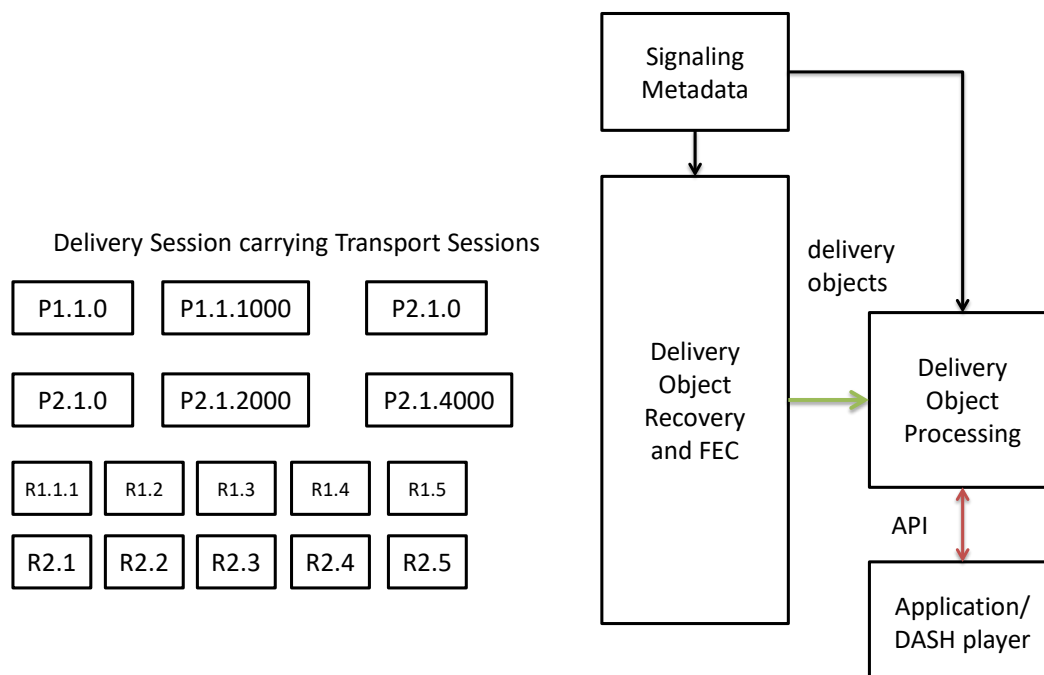 Signaling
Metadata
Delivery Session carrying Transport Sessions
delivery
objects
P1.1.0
P1.1.1000
P2.1.0
P2.1.0
P2.1.2000
P2.1.4000
Delivery
Object
Recovery
and FEC
Delivery
Object
Processing
R1.1.1
R1.2
R1.3
R1.4
R1.5
R2.1
R2.2
R2.3
R2.4
R2.5
API
Application/
DASH player